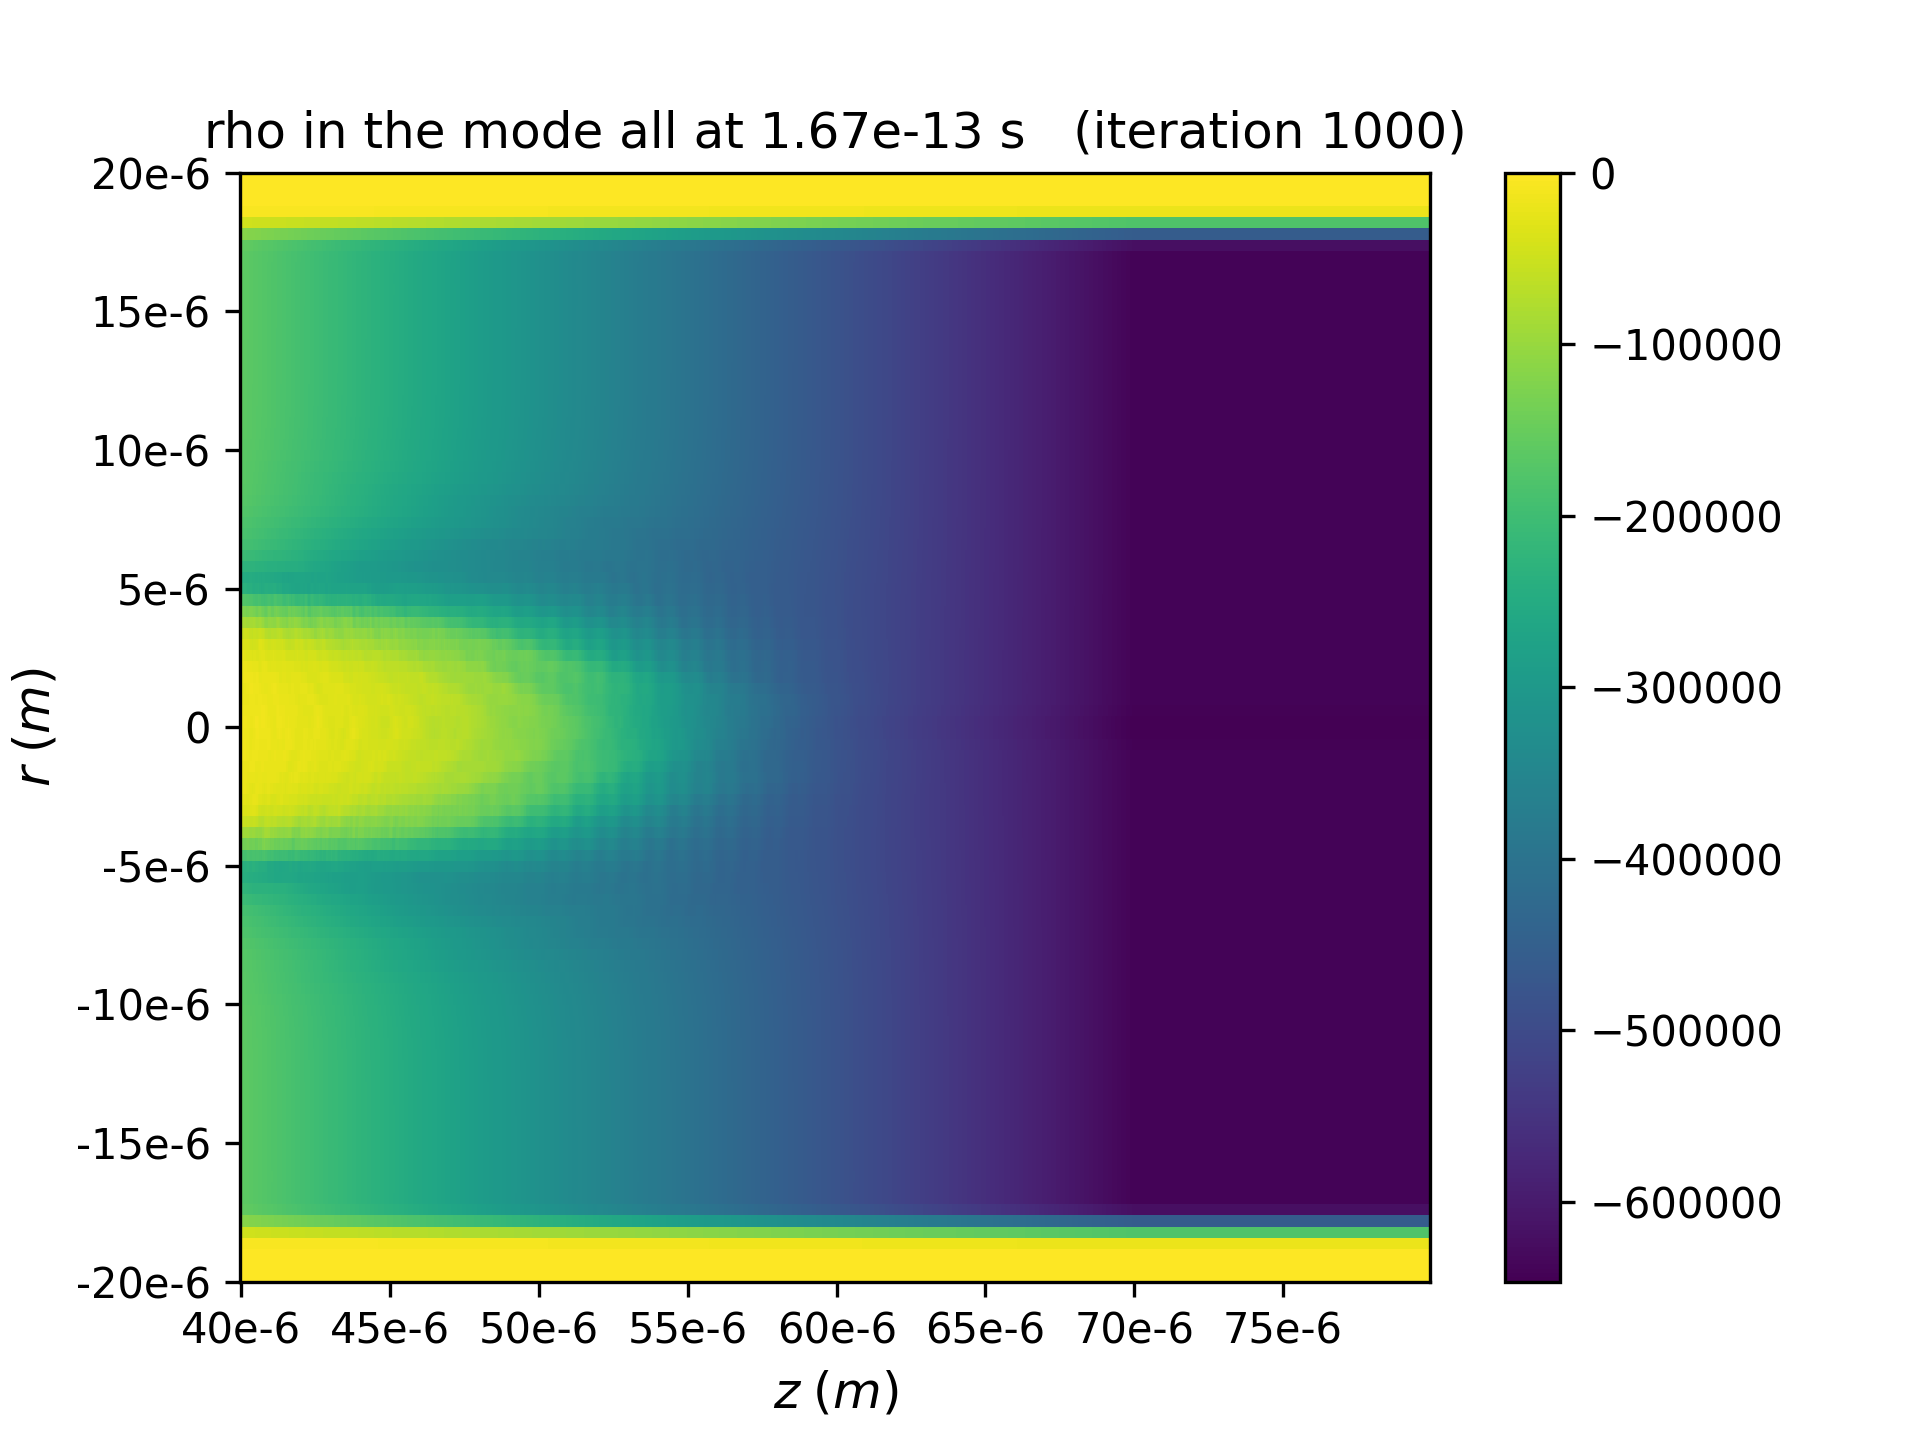 rho in the mode all at 1.67e-13 s   (iteration 1000)
20e-6
15e-6
10e-6
5e-6
0
-5e-6
-10e-6
-15e-6
-20e-6
r (m)
40e-6 45e-6 50e-6 55e-6 60e-6 65e-6 70e-6 75e-6
z (m)
0
−100000
−200000
−300000
−400000
−500000
−600000